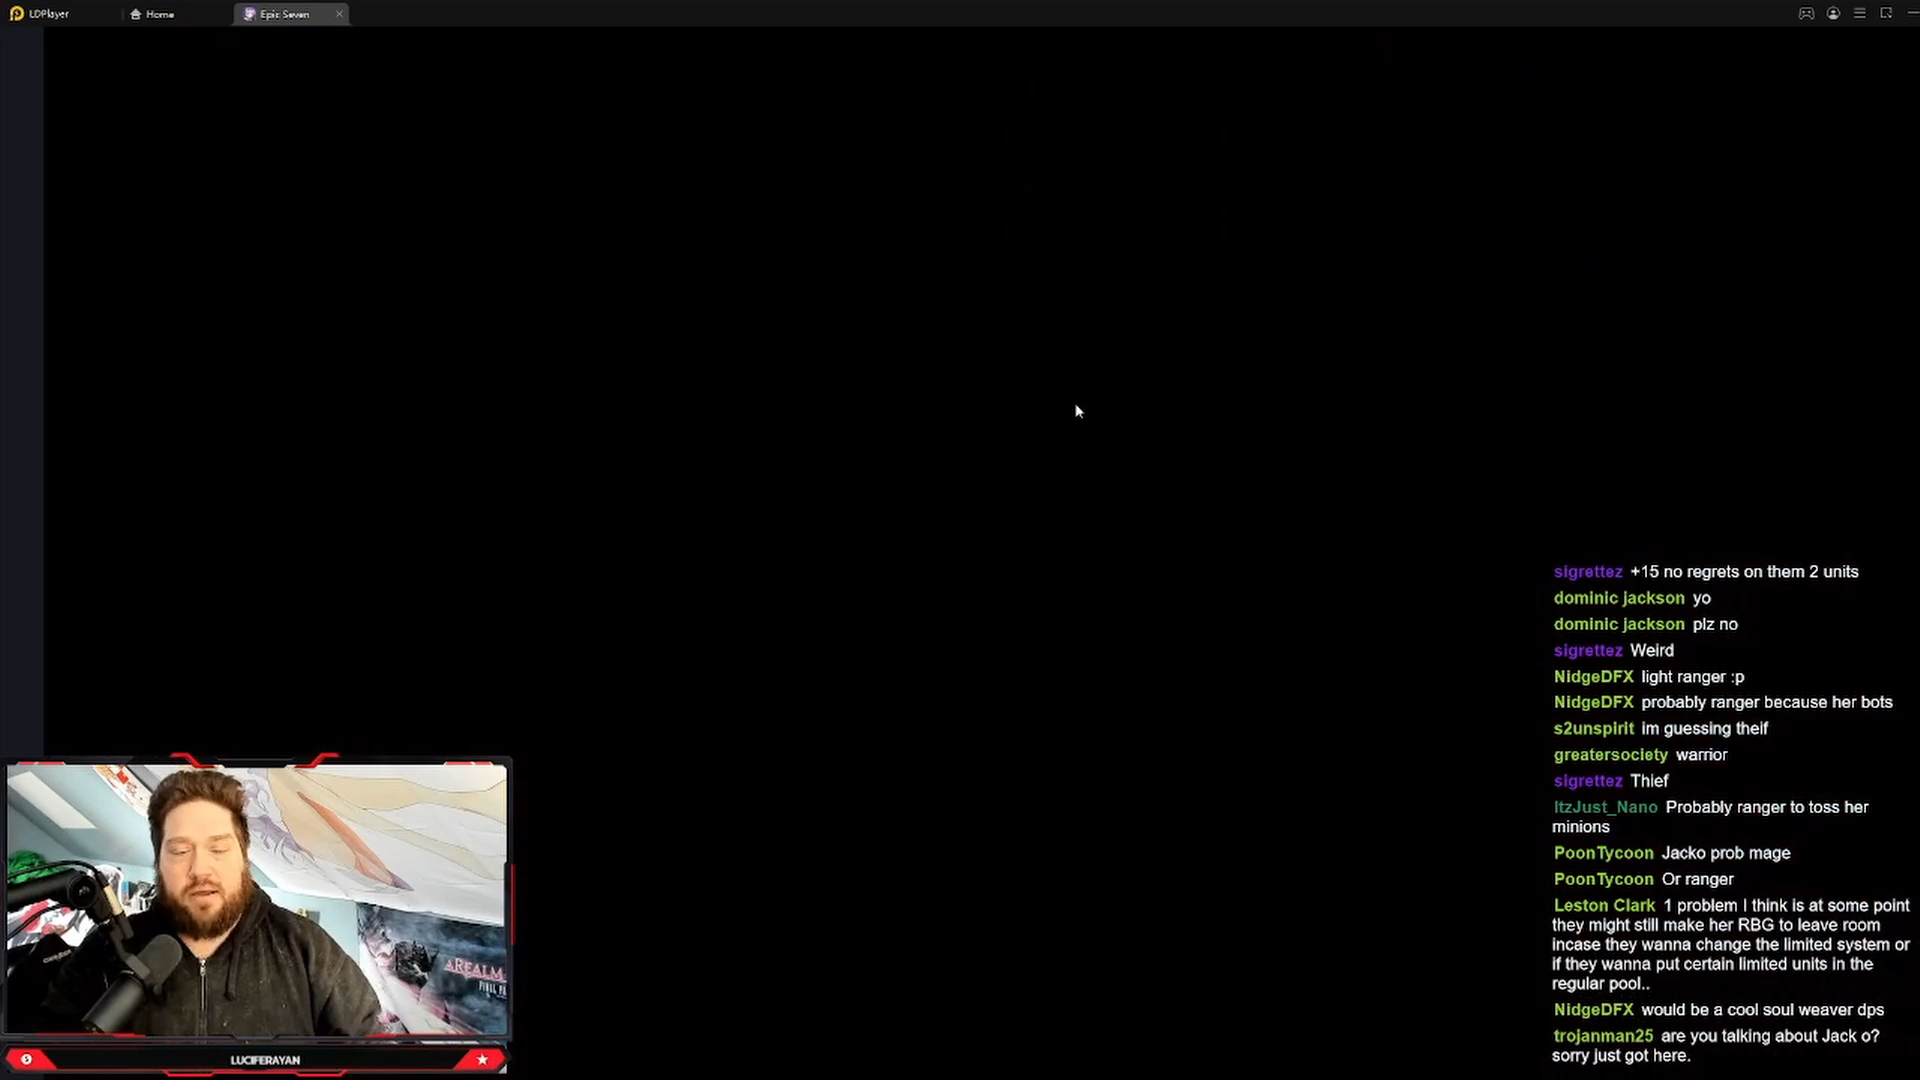 LDPlayer
Home
Epic Seven
sigrettez +15 no regrets on them 2 units
dominic jackson yo
dominic jackson plz no
sigrettez Weird
NidgeDFX light ranger :p
NidgeDFX probably ranger because her bots
s2unspirit im guessing theif
greatersociety warrior
sigrettez Thief
ItzJust_Nano Probably ranger to toss her
minions
PoonTycoon Jacko prob mage
PoonTycoon Or ranger
Leston Clark 1 problem I think is at some point
they might still make her RBG to leave room
incase they wanna change the limited system or
if they wanna put certain limited units in the
regular pool..
NidgeDFX would be a cool soul weaver dps
trojanman25 are you talking about Jack o?
sorry just got here.
A REALM
LUCIFERAYAN